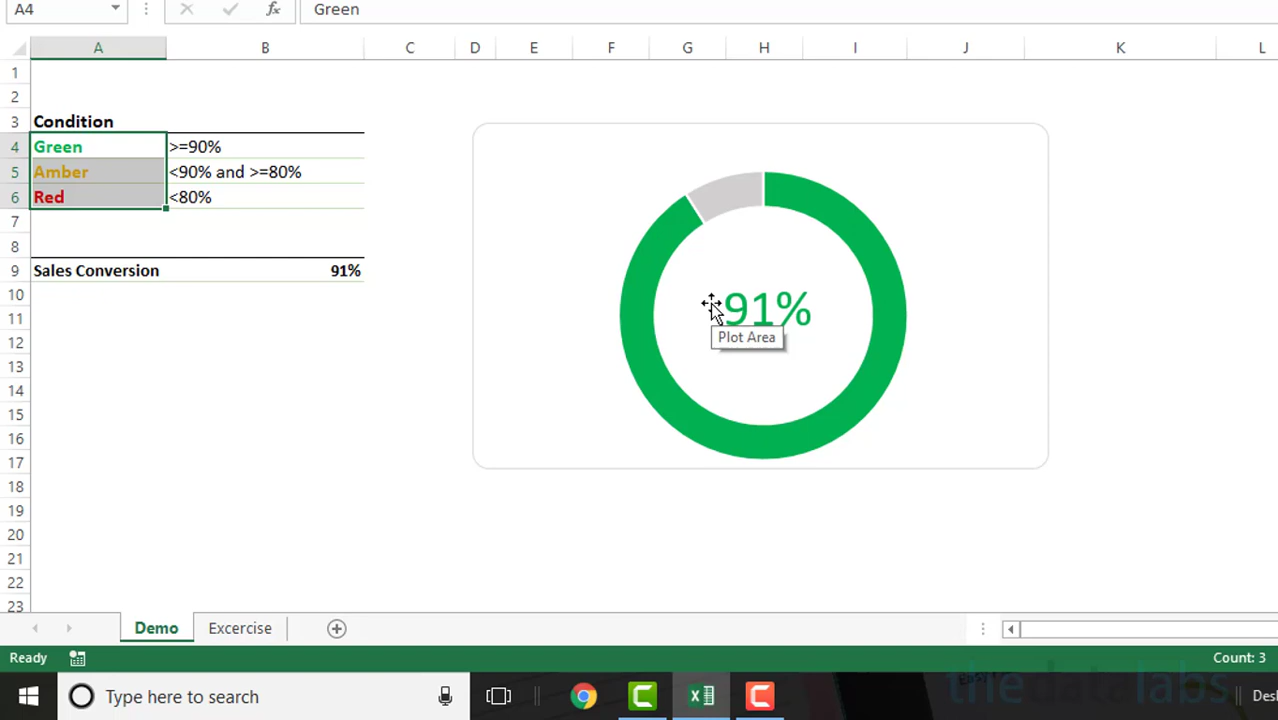 A4 Green
A B C D E F G H I J K L
1
2
3 Condition
4 Green >=90%
5 Amber <90% and >=80%
6 Red <80%
7
8
9 Sales Conversion 91%
10
11
12
13
14
15
16
17
18
19
20
21
22
23
91%
Plot Area
Demo Excercise
Ready Count: 3
thedatalabs
Type here to search Desk